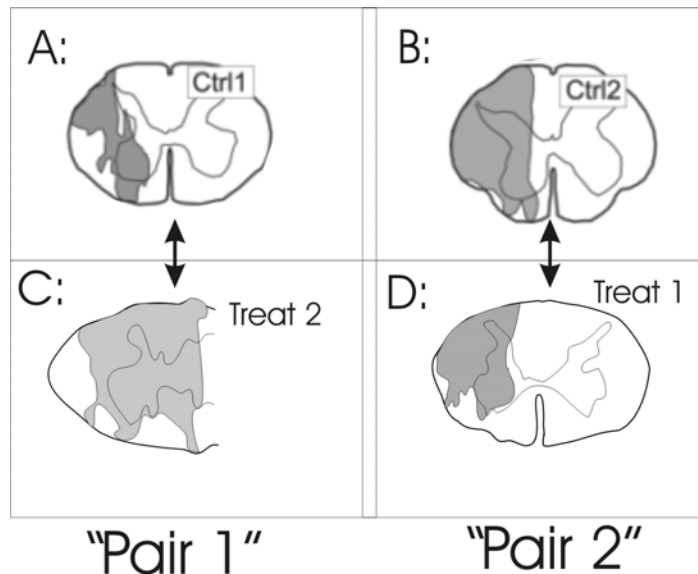 A:
Ctrl1
B:
Ctrl2
C:
Treat 2
D:
Treat 1
"Pair 1"
"Pair 2"